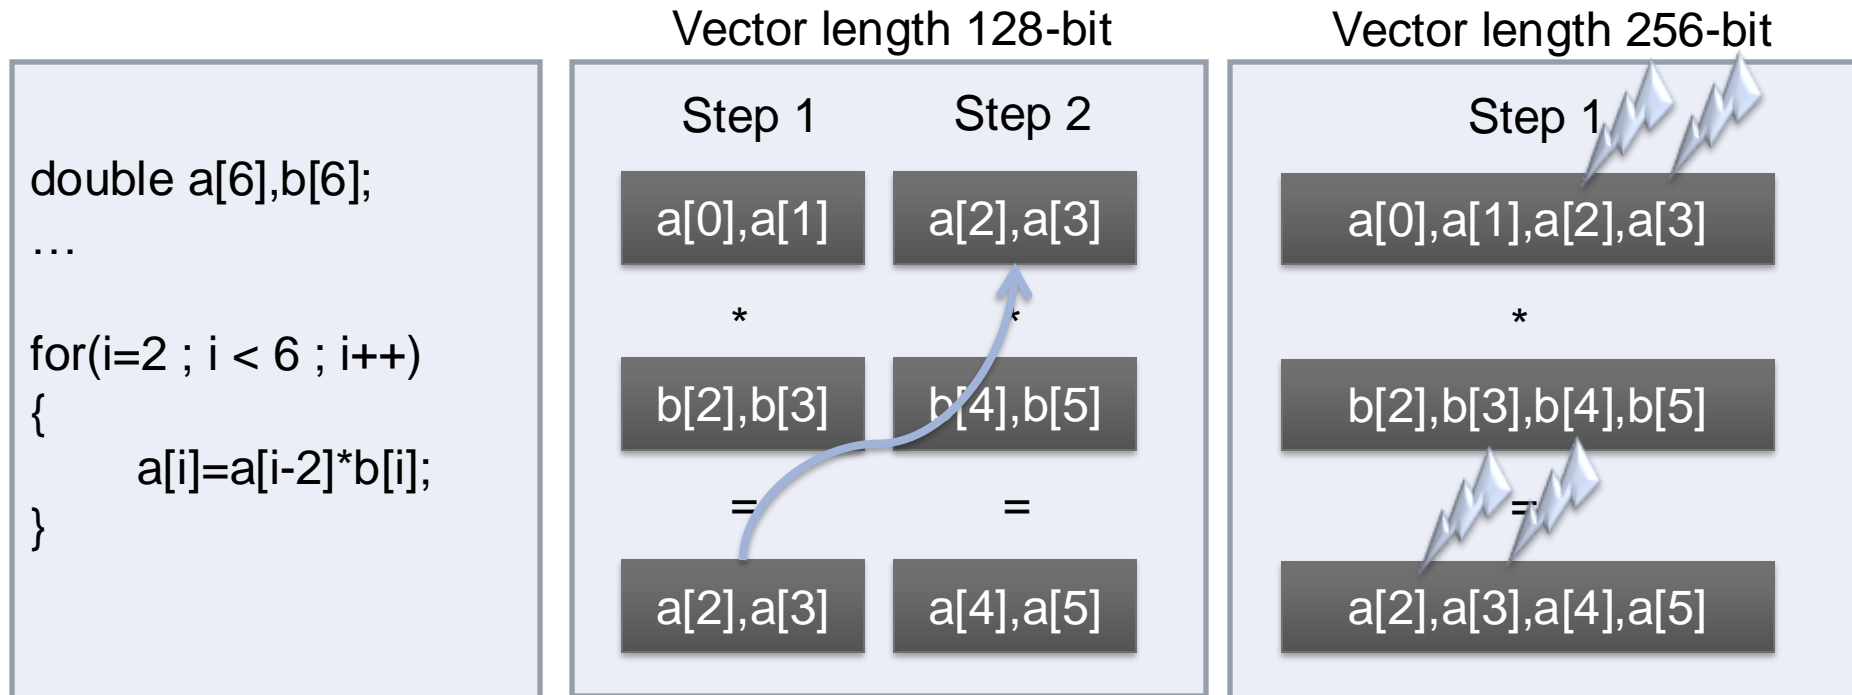 Vector length 128-bit
Vector length 256-bit
double a[6],b[6];
…
for(i=2 ; i < 6 ; i++)
{
a[i]=a[i-2]*b[i];
}
Step 1
Step 2
a[0],a[1]
a[2],a[3]
*
*
b[2],b[3]
b[4],b[5]
=
=
a[2],a[3]
a[4],a[5]
Step 1
a[0],a[1],a[2],a[3]
*
b[2],b[3],b[4],b[5]
=
a[2],a[3],a[4],a[5]